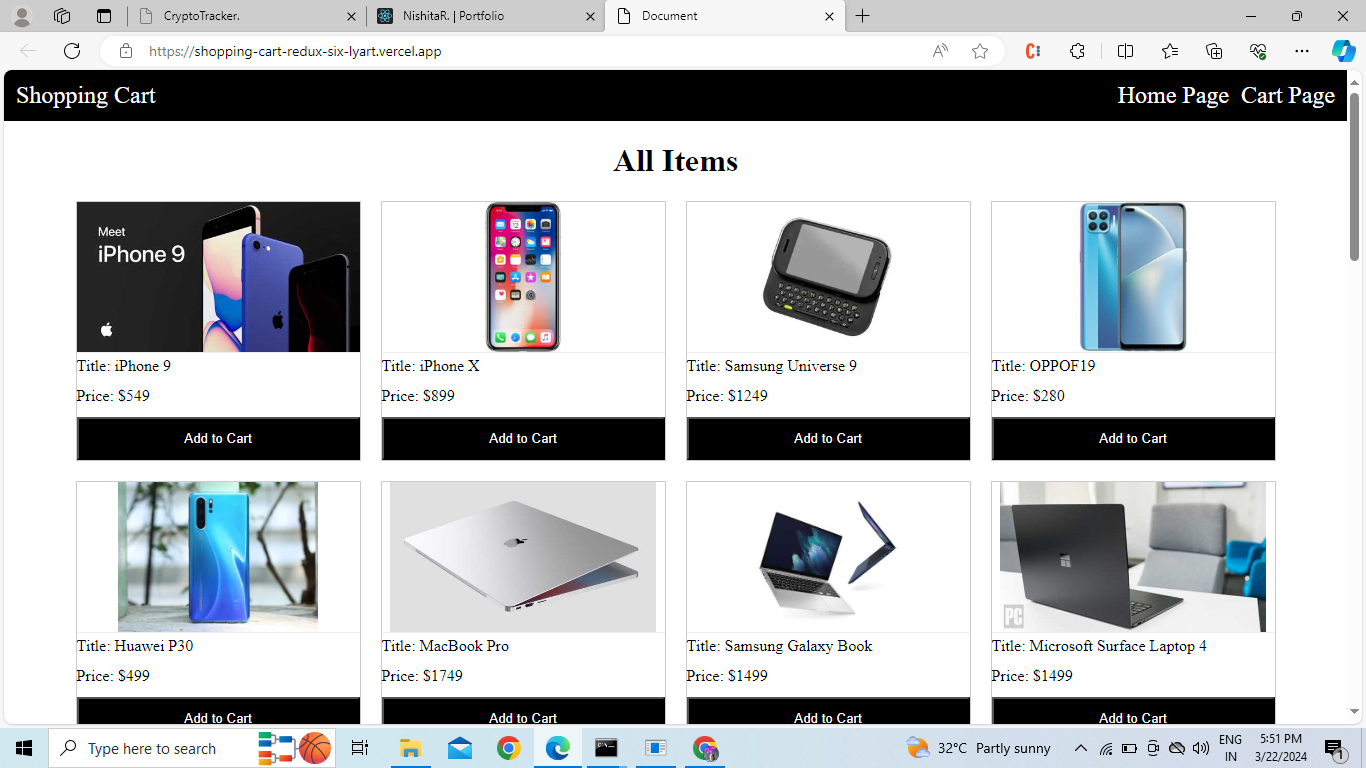 CryptoTracker.
NishitaR. | Portfolio
Document
https://shopping-cart-redux-six-lyart.vercel.app
Shopping Cart
Home Page Cart Page
All Items
Meet
iPhone 9
Title: iPhone 9
Price: $549
Add to Cart
Title: iPhone X
Price: $899
Add to Cart
Title: Samsung Universe 9
Price: $1249
Add to Cart
Title: OPPOF19
Price: $280
Add to Cart
Title: Huawei P30
Price: $499
Add to Cart
Title: MacBook Pro
Price: $1749
Add to Cart
Title: Samsung Galaxy Book
Price: $1499
Add to Cart
PC
Title: Microsoft Surface Laptop 4
Price: $1499
Add to Cart
Type here to search
32°C Partly sunny
ENG
IN
5:51 PM
3/22/2024
1